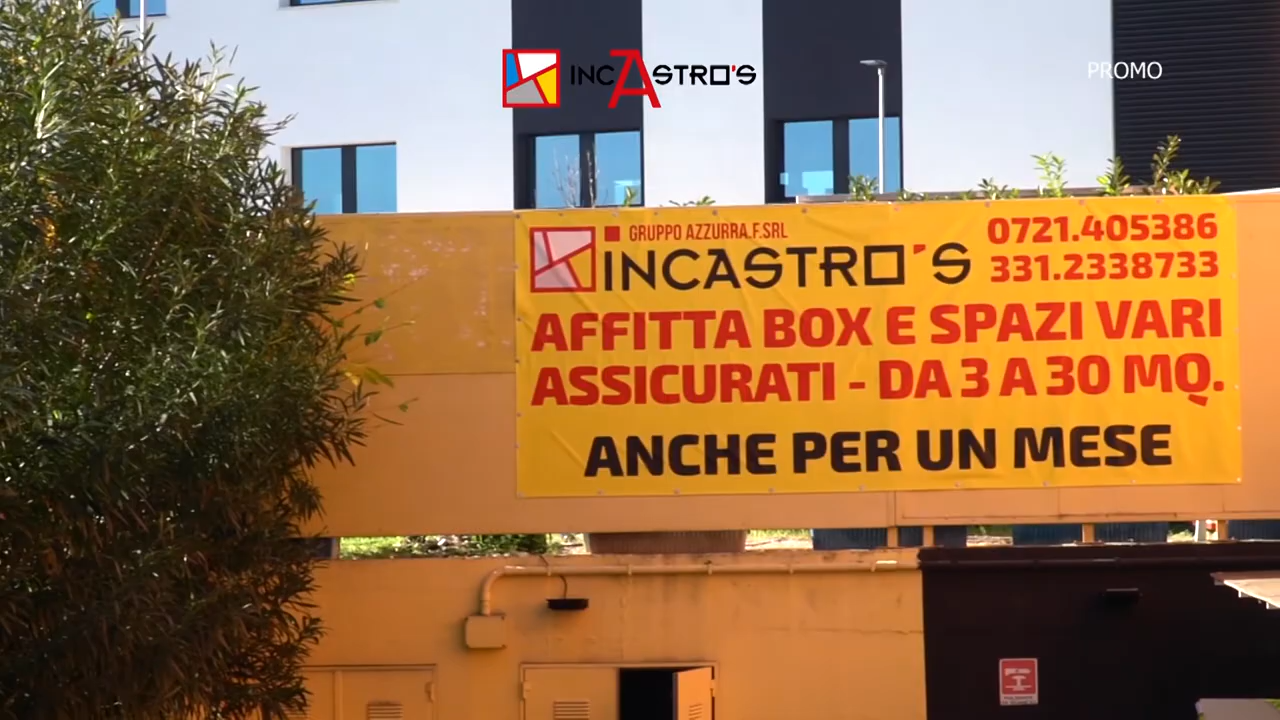 INCASTRO'S
PROMO
GRUPPO AZZURRA.F.SRL
INCASTRO'S
0721.405386
331.2338733
AFFITTA BOX E SPAZI VARI
ASSICURATI - DA 3 A 30 MQ.
ANCHE PER UN MESE